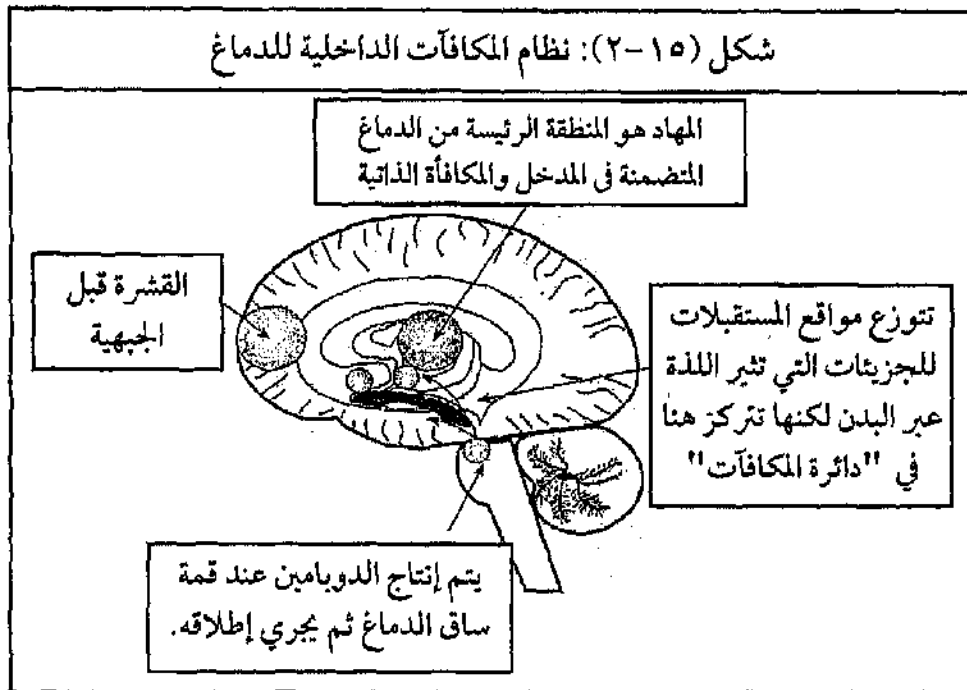 شكل (١٥-٢): نظام المكافآت الداخلية للدماغ
المهاد هو المنطقة الرئيسة من الدماغ
المتضمنة في المدخل والمكافأة الذاتية
القشرة قبل
الجبهية
تتوزع مواقع المستقبلات
للجزيئات التي تثير اللذة
عبر البدن لكنها تتركز هنا
في "دائرة المكافآت"
يتم إنتاج الدوبامين عند قمة
ساق الدماغ ثم يجري إطلاقه.